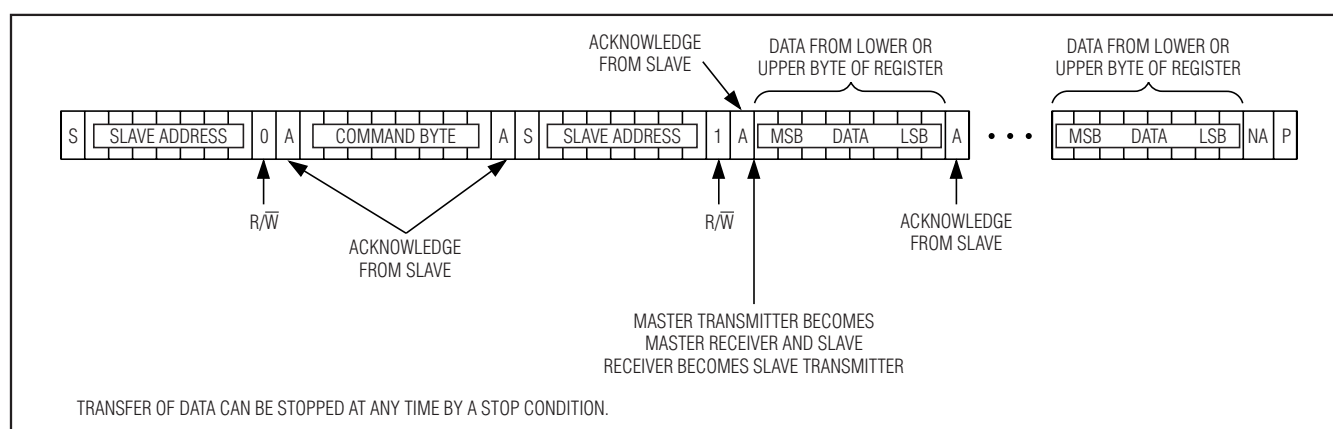 ACKNOWLEDGE
FROM SLAVE
DATA FROM LOWER OR
UPPER BYTE OF REGISTER
DATA FROM LOWER OR
UPPER BYTE OF REGISTER
S SLAVE ADDRESS 0 A COMMAND BYTE A S SLAVE ADDRESS 1 A MSB DATA LSB A • • • MSB DATA LSB NA P
R/W̅
ACKNOWLEDGE
FROM SLAVE
R/W̅
ACKNOWLEDGE
FROM SLAVE
MASTER TRANSMITTER BECOMES
MASTER RECEIVER AND SLAVE
RECEIVER BECOMES SLAVE TRANSMITTER
TRANSFER OF DATA CAN BE STOPPED AT ANY TIME BY A STOP CONDITION.